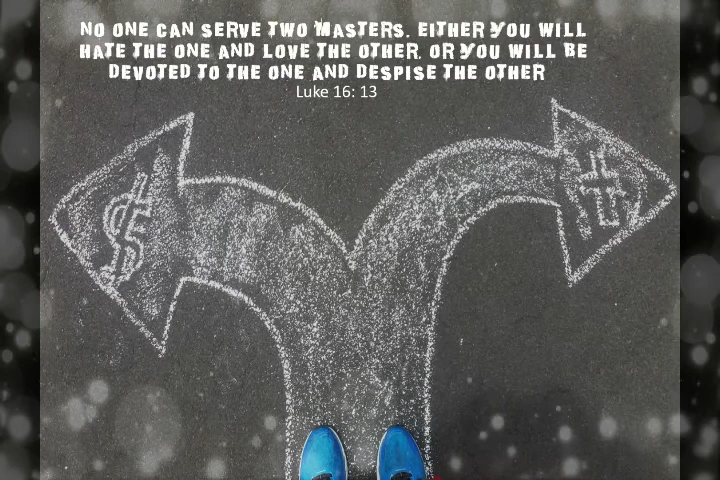 NO ONE CAN SERVE TWO MASTERS. EITHER YOU WILL
HATE THE ONE AND LOVE THE OTHER, OR YOU WILL BE
DEVOTED TO THE ONE AND DESPISE THE OTHER
Luke 16: 13
$